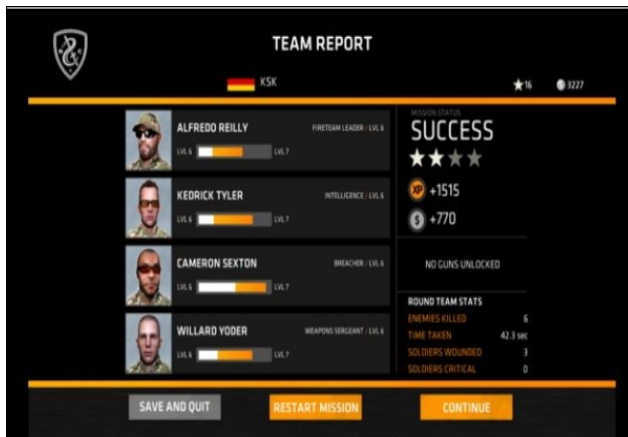 TEAM REPORT
KSK
16 3227
ALFREDO REILLY FIRETEAM LEADER / LVL 6
LVL 6 LVL 7
KEDRICK TYLER INTELLIGENCE / LVL 6
LVL 6 LVL 7
CAMERON SEXTON BREACHER / LVL 6
LVL 6 LVL 7
WILLARD YODER WEAPONS SERGEANT / LVL 6
LVL 6 LVL 7
MISSION STATUS
SUCCESS
XP +1515
$ +770
NO GUNS UNLOCKED
ROUND TEAM STATS
ENEMIES KILLED 6
TIME TAKEN 42.3 sec
SOLDIERS WOUNDED 3
SOLDIERS CRITICAL 0
SAVE AND QUIT RESTART MISSION CONTINUE